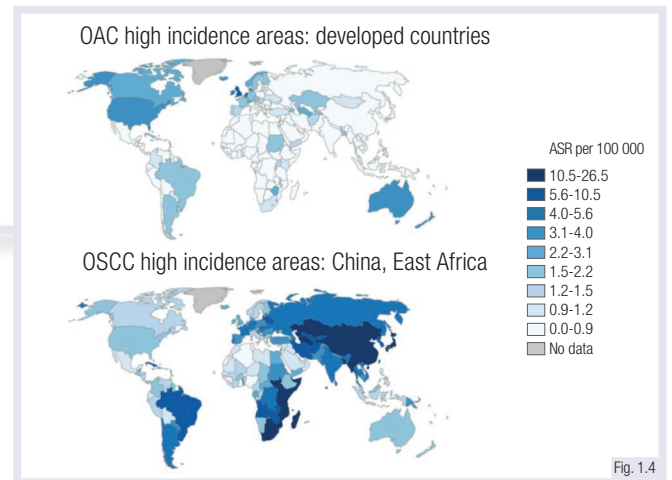 OAC high incidence areas: developed countries
ASR per 100 000
10.5-26.5
5.6-10.5
4.0-5.6
3.1-4.0
2.2-3.1
1.5-2.2
1.2-1.5
0.9-1.2
0.0-0.9
No data
OSCC high incidence areas: China, East Africa
Fig. 1.4